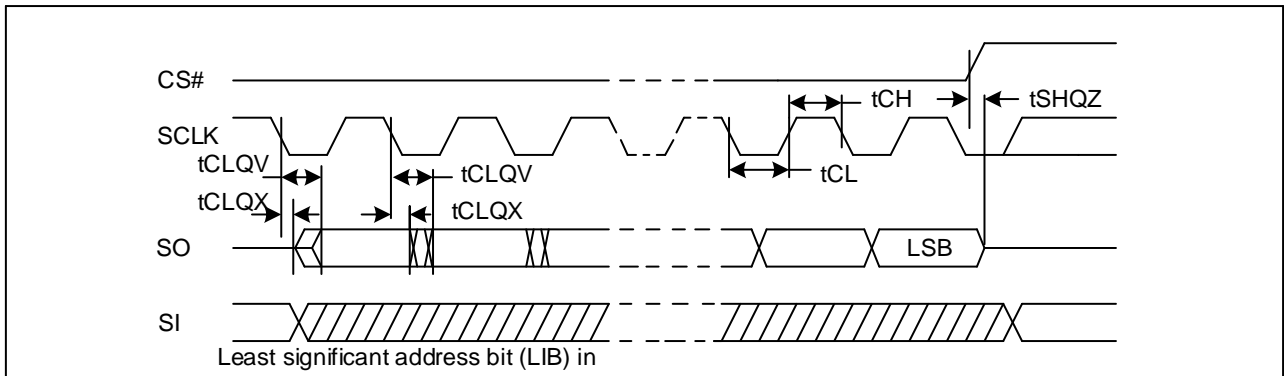 CS#
tCH
tSHQZ
SCLK
tCLQV
tCLQV
tCL
tCLQX
tCLQX
SO
LSB
SI
Least significant address bit (LIB) in